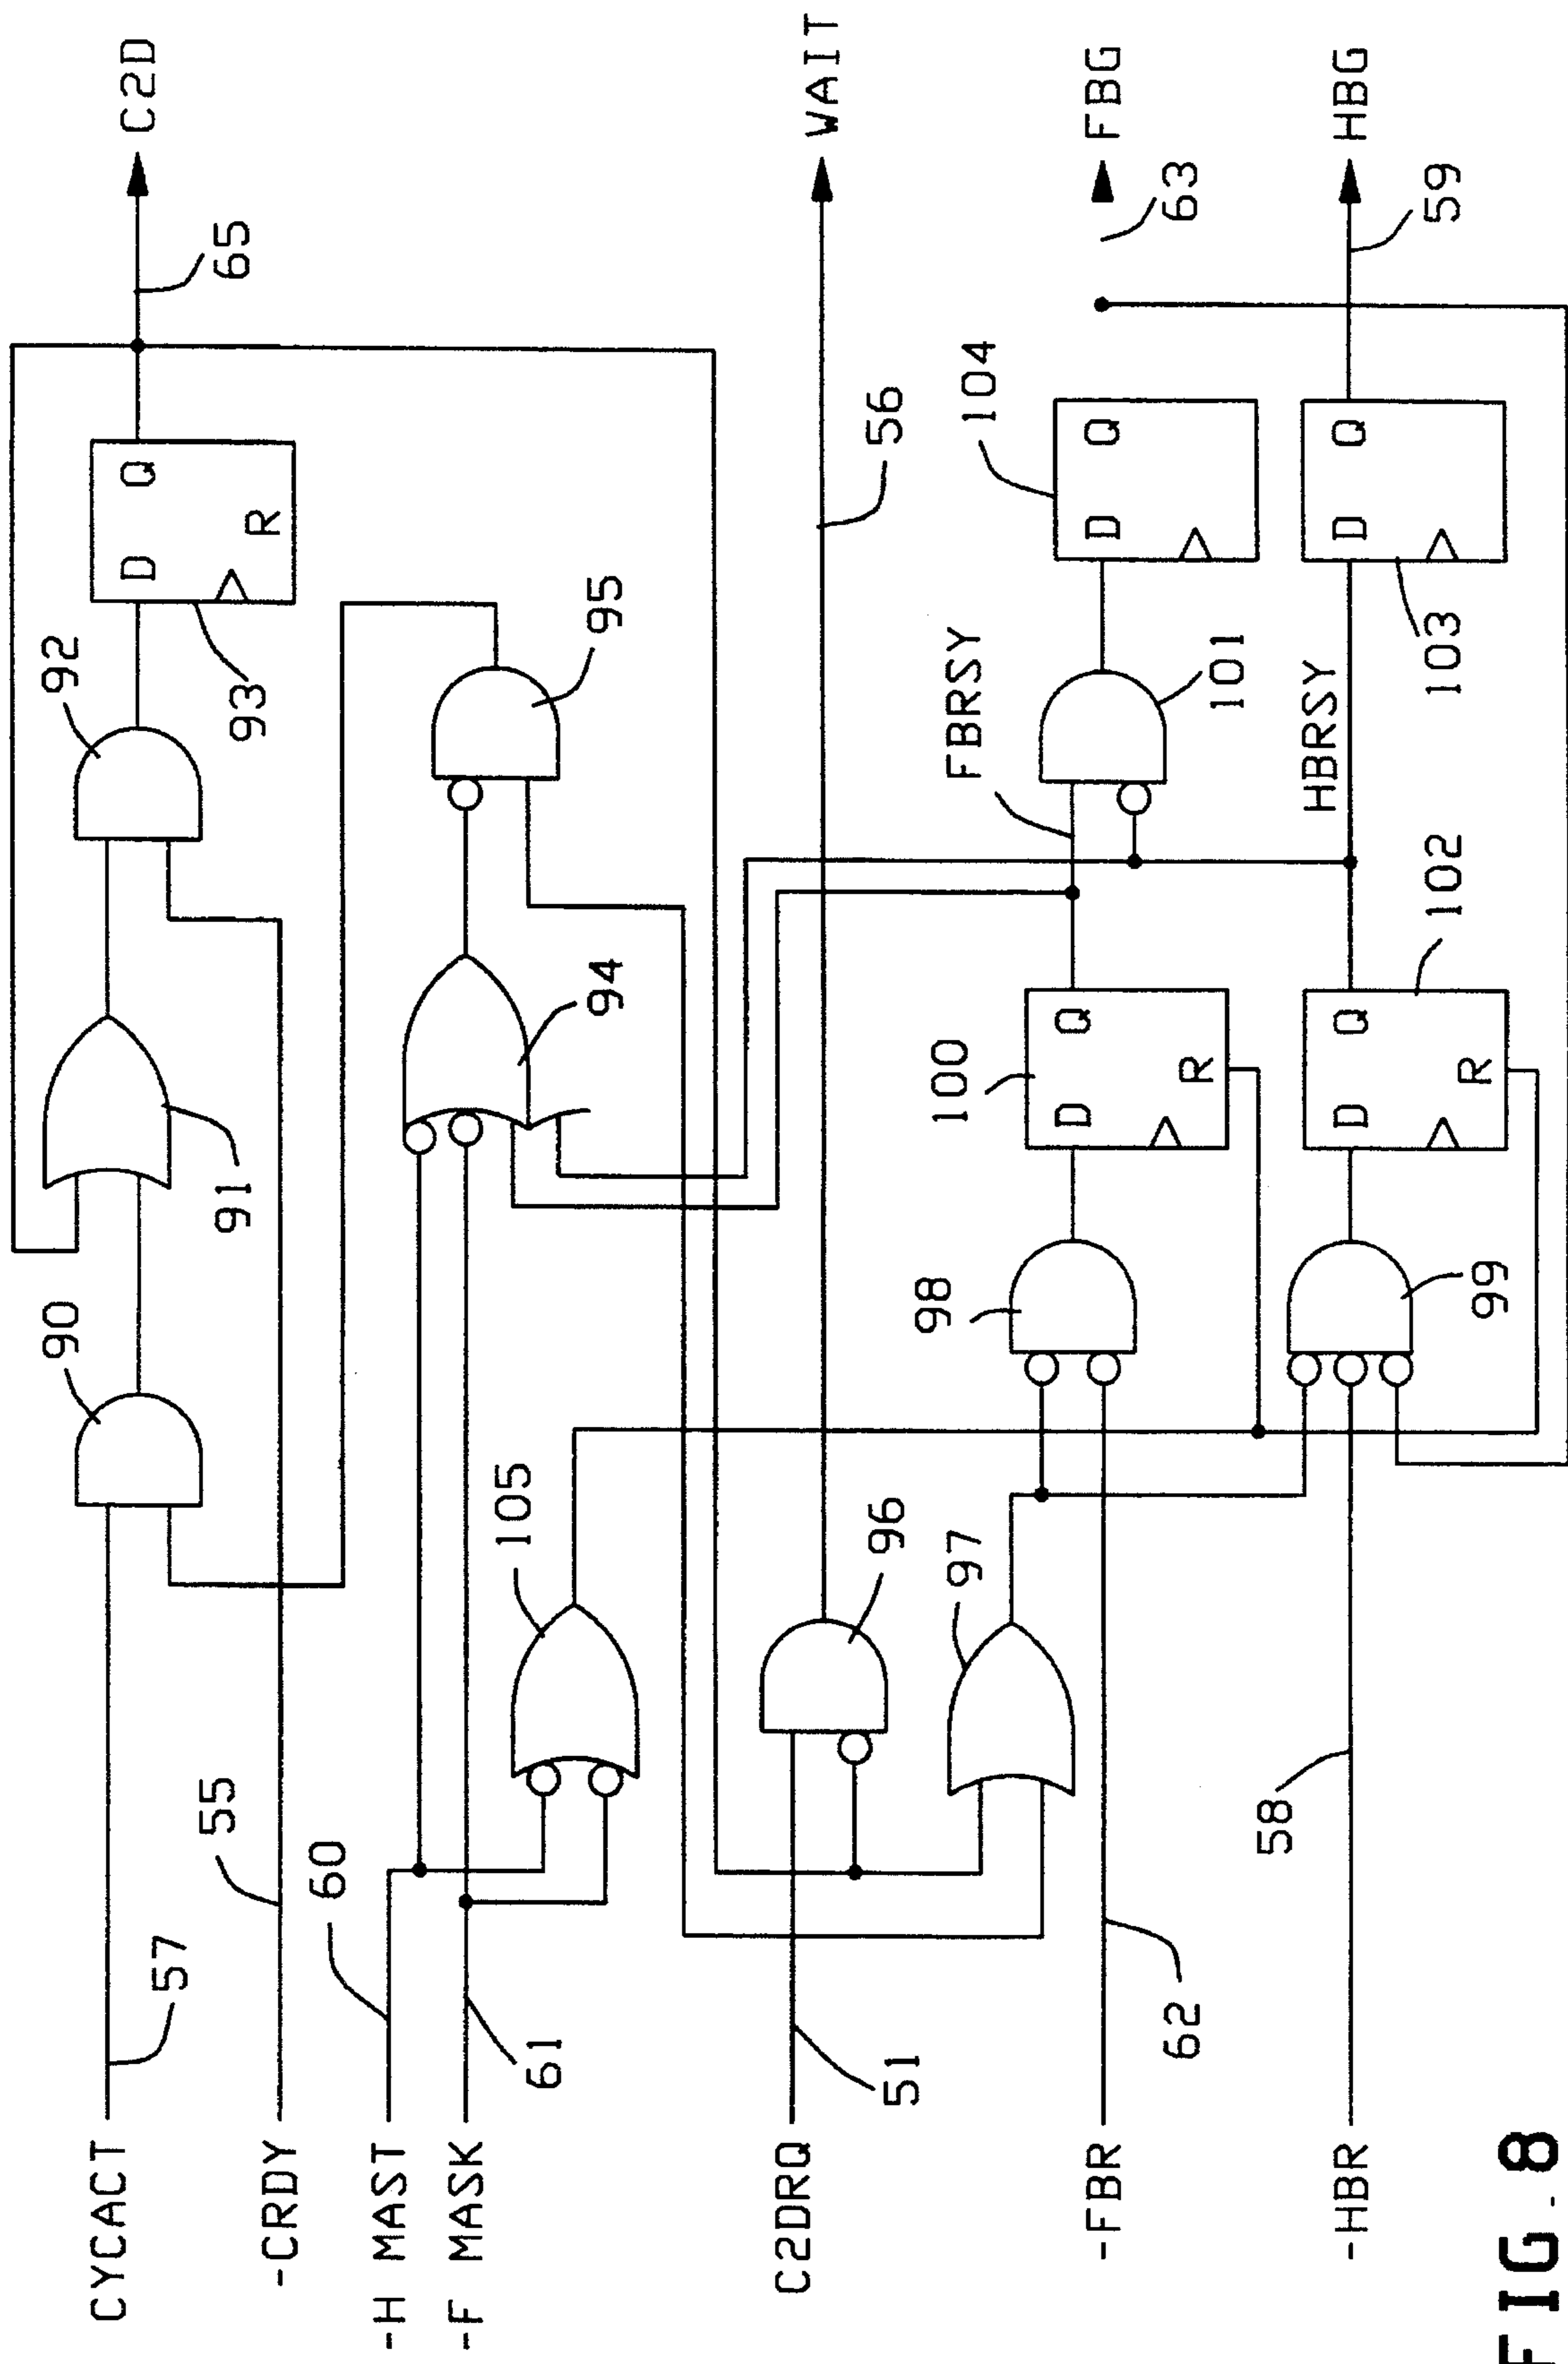 CYCACT
57
90
91
92
D
Q
R
93
65
C2D
-CRDY
55
-H MAST
60
105
94
95
-F MASK
61
C2DRQ
51
96
56
WAIT
97
-FBR
62
98
100
D
Q
R
FBRSY
101
104
D
Q
63
FBG
-HBR
58
99
102
D
Q
R
HBRSY
103
D
Q
59
HBG
FIG. 8